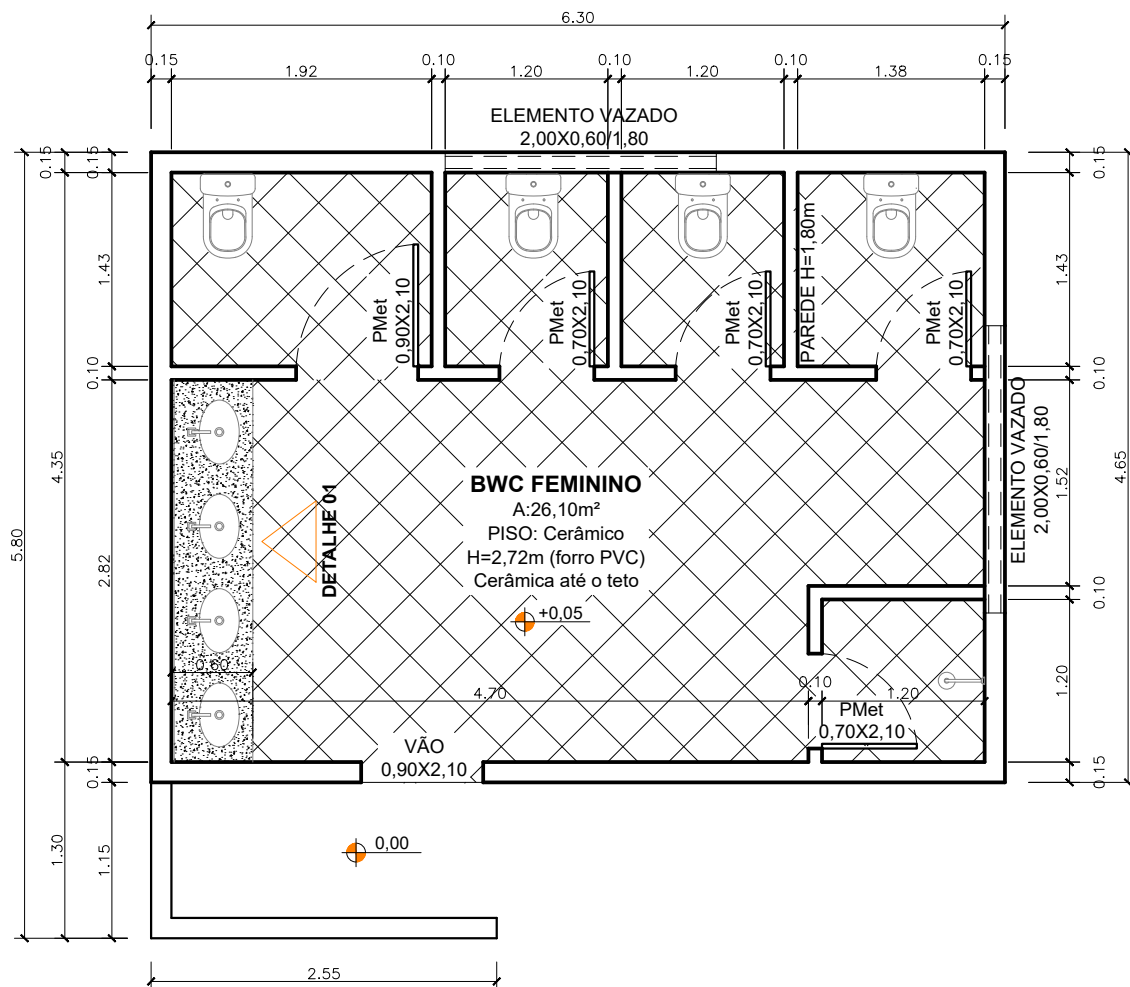 6.30
0.15
1.92
0.10
1.20
0.10
1.20
0.10
1.38
0.15
ELEMENTO VAZADO
2,00X0,60/1,80
0.15
0.15
0.15
1.43
1.43
PAREDE H=1,80m
PMet
0,90X2,10
PMet
0,70X2,10
PMet
0,70X2,10
PMet
0,70X2,10
0.10
0.10
ELEMENTO VAZADO
2,00X0,60/1,80
4.35
5.80
2.82
1.52
4.65
DETALHE 01
BWC FEMININO
A:26,10m²
PISO: Cerâmico
H=2,72m (forro PVC)
Cerâmica até o teto
+0,05
0.10
0,60
4.70
0.10
1.20
1.20
PMet
0,70X2,10
VÃO
0,90X2,10
0.15
0.15
1.30
1.15
0,00
2.55